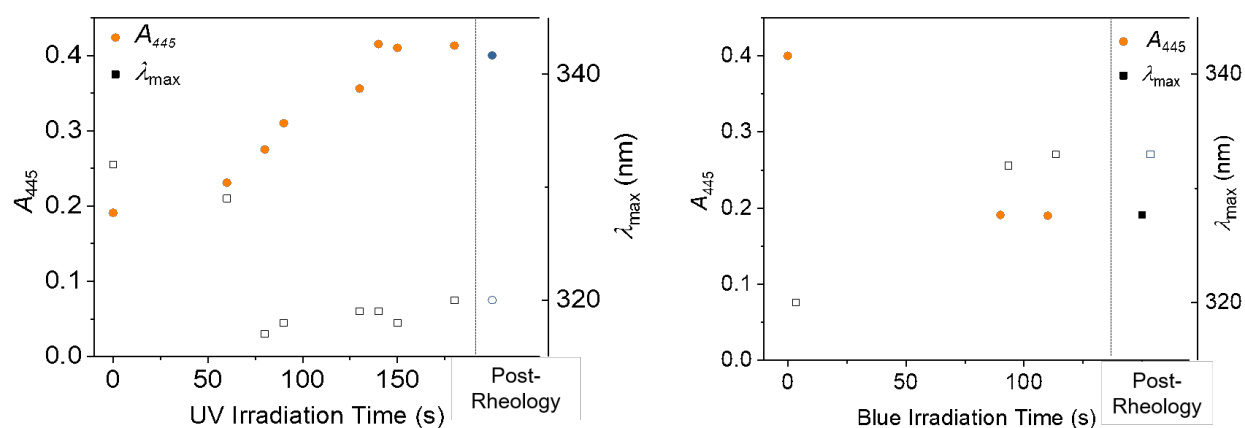 A445
λmax
0.4
0.3
0.2
0.1
0.0
A445
340
320
λmax (nm)
0 50 100 150
Post-
Rheology
UV Irradiation Time (s)
A445
λmax
0.4
0.3
0.2
0.1
0.0
A445
340
320
λmax (nm)
0 50 100
Post-
Rheology
Blue Irradiation Time (s)